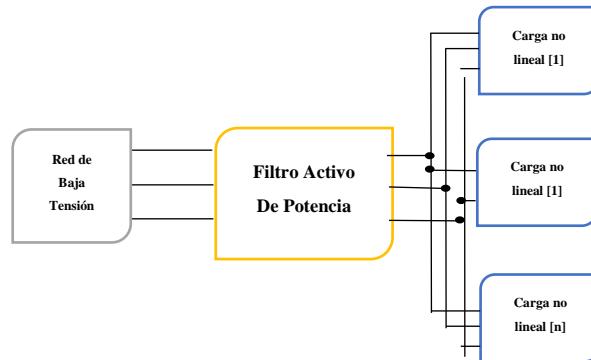 Red de
Baja
Tensión
Filtro Activo
De Potencia
Carga no
lineal [1]
Carga no
lineal [1]
Carga no
lineal [n]